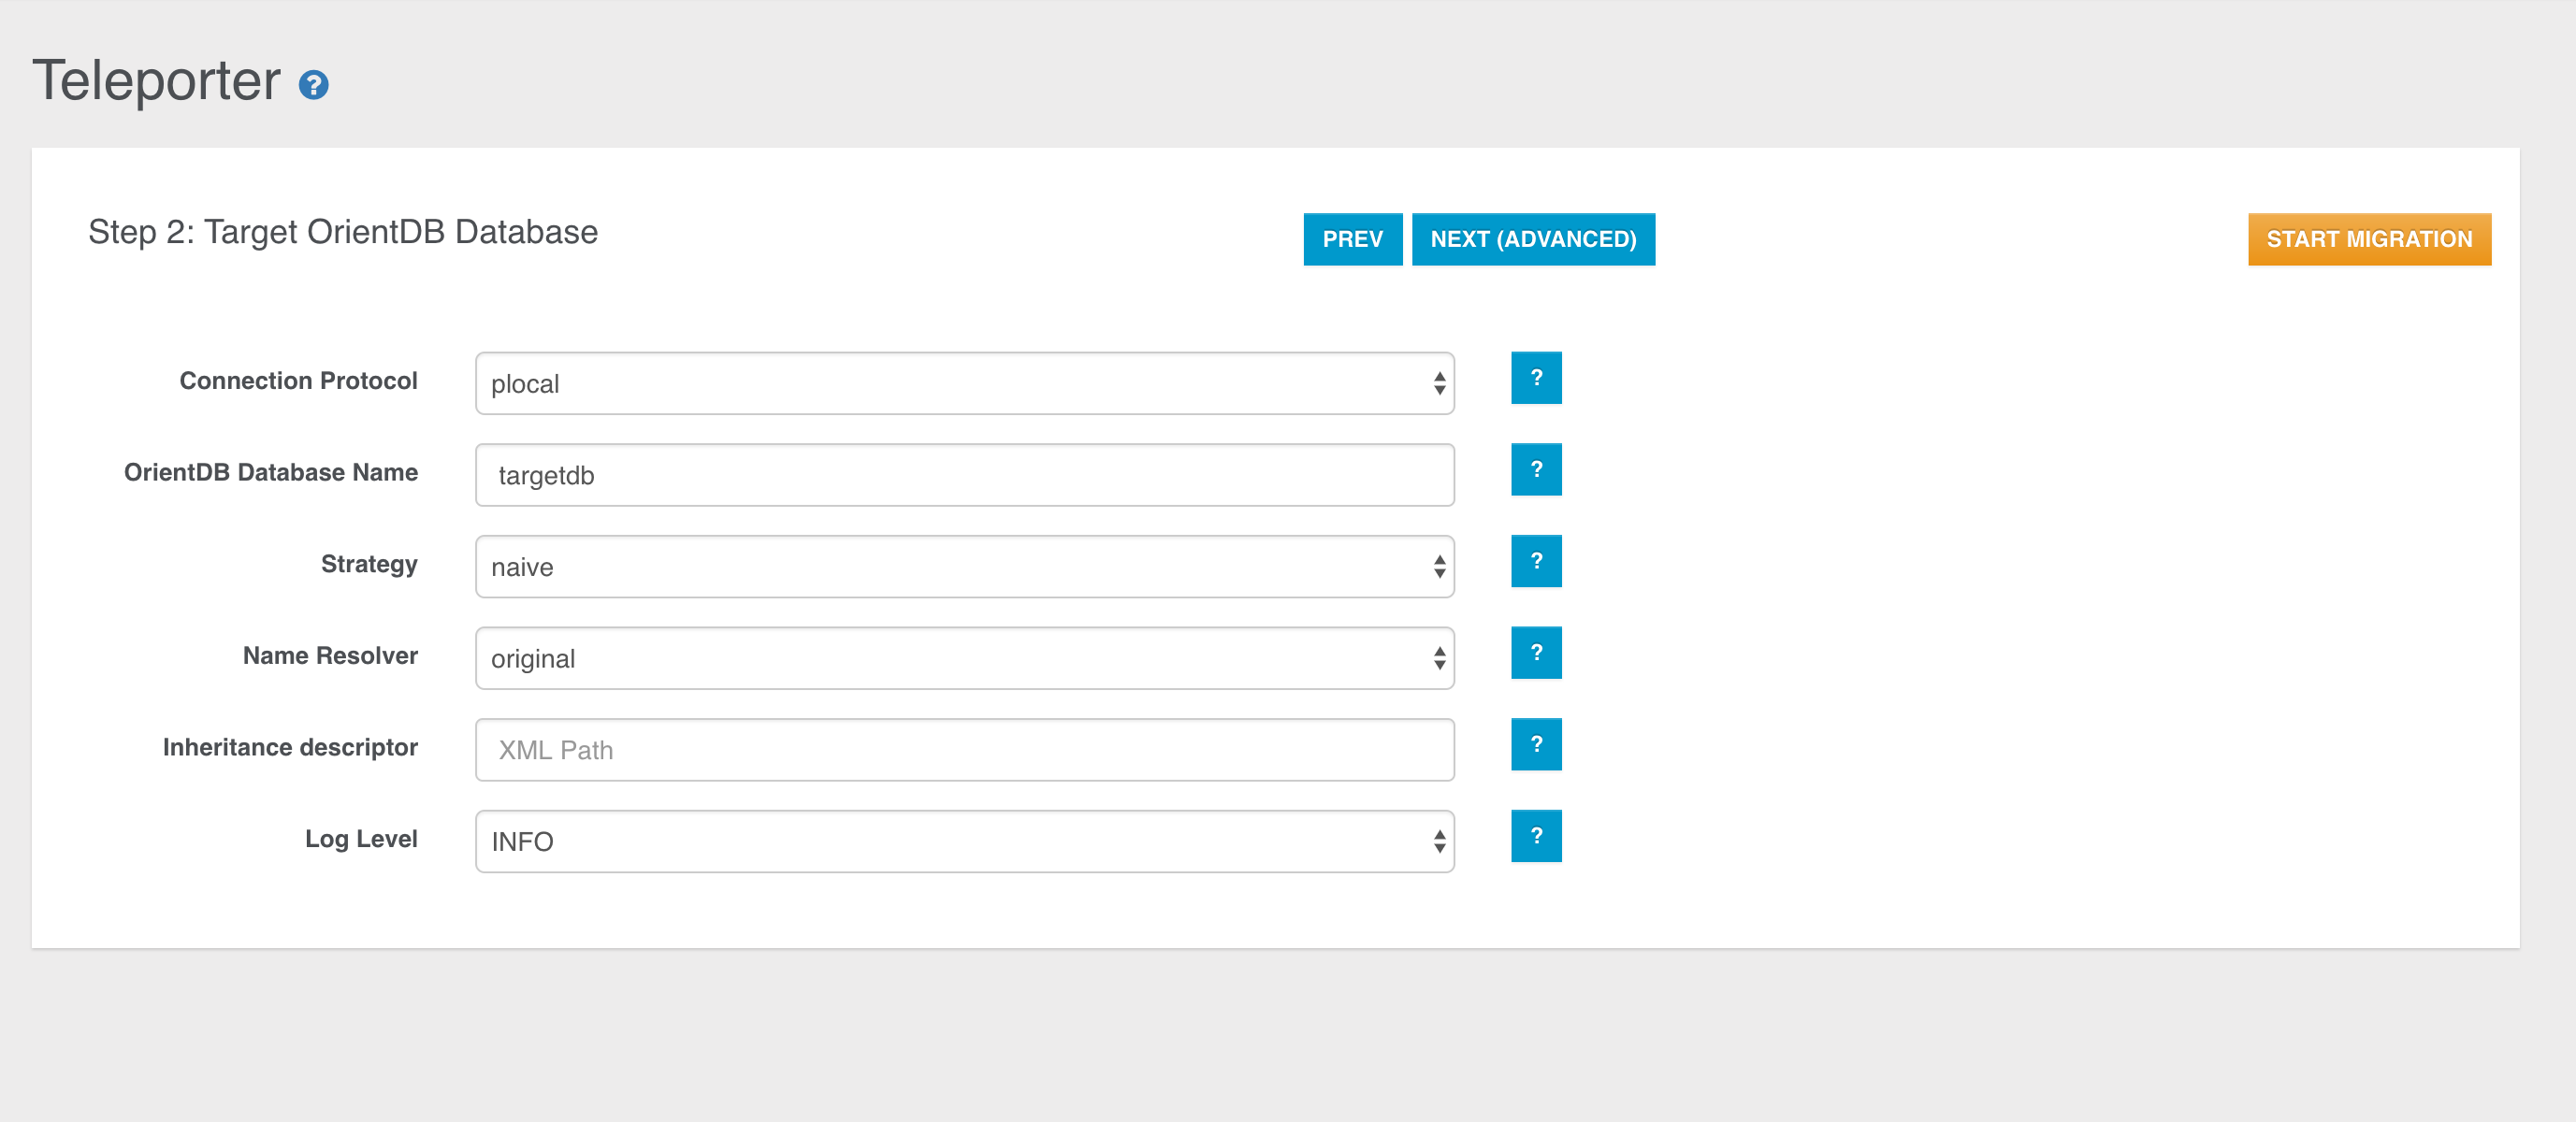 Teleporter ?
Step 2: Target OrientDB Database
PREV NEXT (ADVANCED) START MIGRATION
Connection Protocol plocal ?
OrientDB Database Name targetdb ?
Strategy naive ?
Name Resolver original ?
Inheritance descriptor XML Path ?
Log Level INFO ?